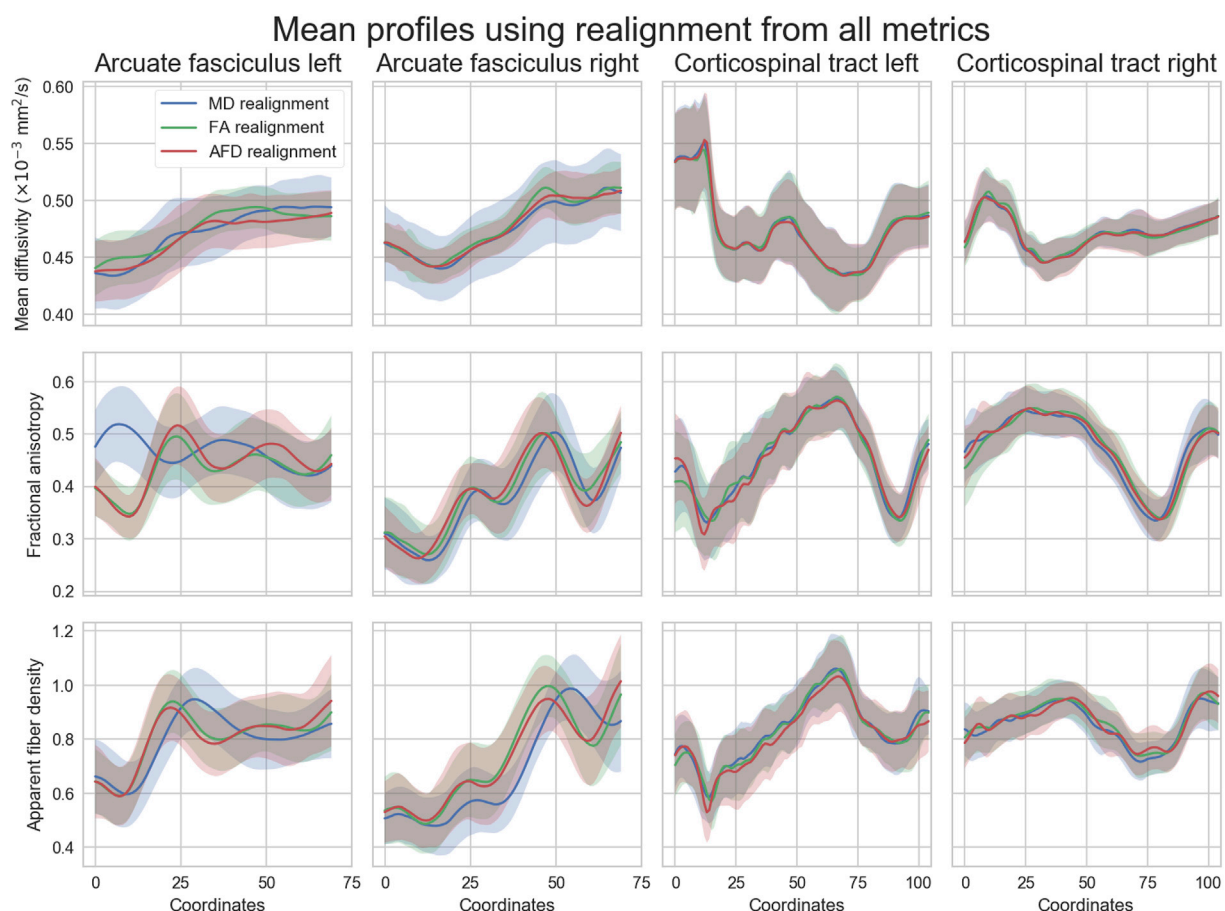 Mean profiles using realignment from all metrics
Arcuate fasciculus left
Arcuate fasciculus right
Corticospinal tract left
Corticospinal tract right
Mean diffusivity (×10⁻³ mm²/s)
0.60
0.55
0.50
0.45
0.40
MD realignment
FA realignment
AFD realignment
Fractional anisotropy
0.6
0.5
0.4
0.3
0.2
Apparent fiber density
1.2
1.0
0.8
0.6
0.4
0 25 50 75
0 25 50 75
0 25 50 75 100
0 25 50 75 100
Coordinates
Coordinates
Coordinates
Coordinates